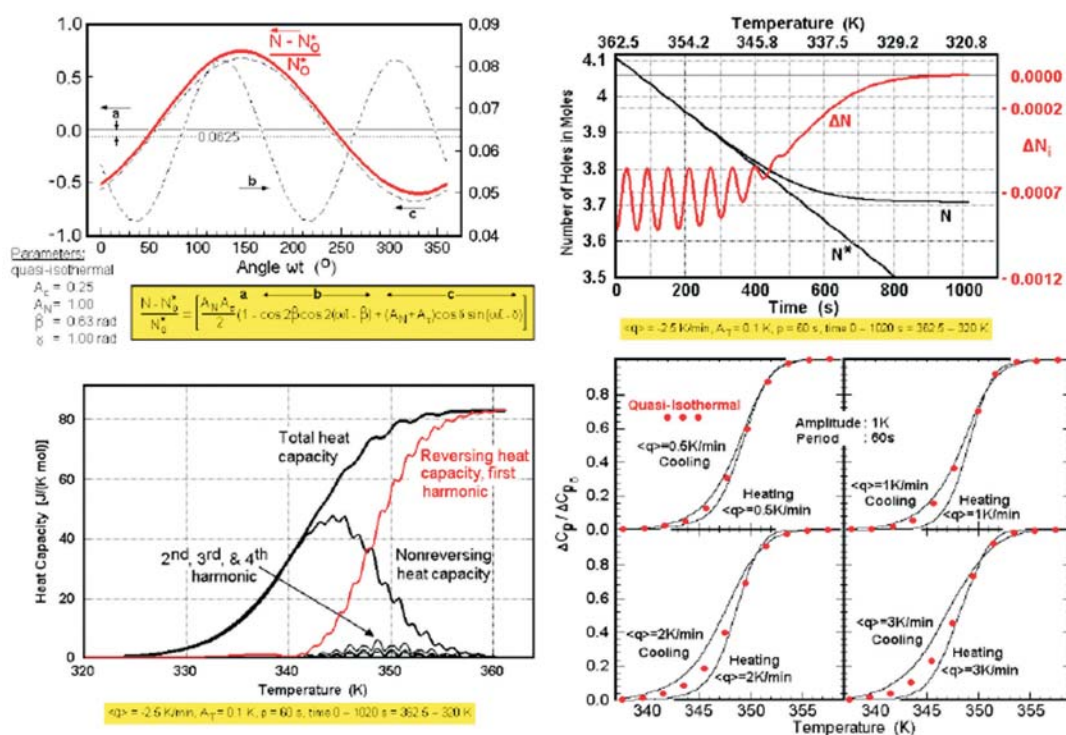 1.0
0.5
0.0
-0.5
-1.0
0.09
0.08
0.07
0.06
0.05
0.04
N - N₀*
N₀*
a
0.0625
b
c
0 50 100 150 200 250 300 350
Angle wt (°)
Parameters:
quasi-isothermal
= 0.25
A_N = 1.00
β = 0.63 rad
= 1.00 rad
a b c
Temperature (K)
362.5 354.2 345.8 337.5 329.2 320.8
Number of Holes in Moles
4.1
4
3.9
3.8
3.7
3.6
3.5
0.0000
- 0.0002
- 0.0007
- 0.0012
ΔN
ΔNᵢ
N
N*
0 200 400 600 800 1000
Time (s)
<q> = -2.5 K/min, A_T = 0.1 K, p = 60 s, time 0 – 1020 s = 362.5 – 320 K
Heat Capacity [J/(K mol)]
80
60
40
20
0
Total heat
capacity
Reversing heat
capacity, first
harmonic
2nd, 3rd, & 4th
harmonic
Nonreversing
heat capacity
320 330 340 350 360
Temperature (K)
<q> = -2.5 K/min, A_T = 0.1 K, p = 60 s, time 0 – 1020 s = 362.5 – 320 K
0.8
0.6
0.4
0.2
0.0
0.8
0.6
0.4
0.2
0.0
Quasi-Isothermal
Amplitude : 1K
Period : 60s
<q>=0.5K/min
Cooling
Heating
<q>=0.5K/min
<q>=1K/min
Cooling
Heating
<q>=1K/min
<q>=2K/min
Cooling
Heating
<q>=2K/min
<q>=3K/min
Cooling
Heating
<q>=3K/min
340 345 350 355 340 345 350 355
Temperature (K)